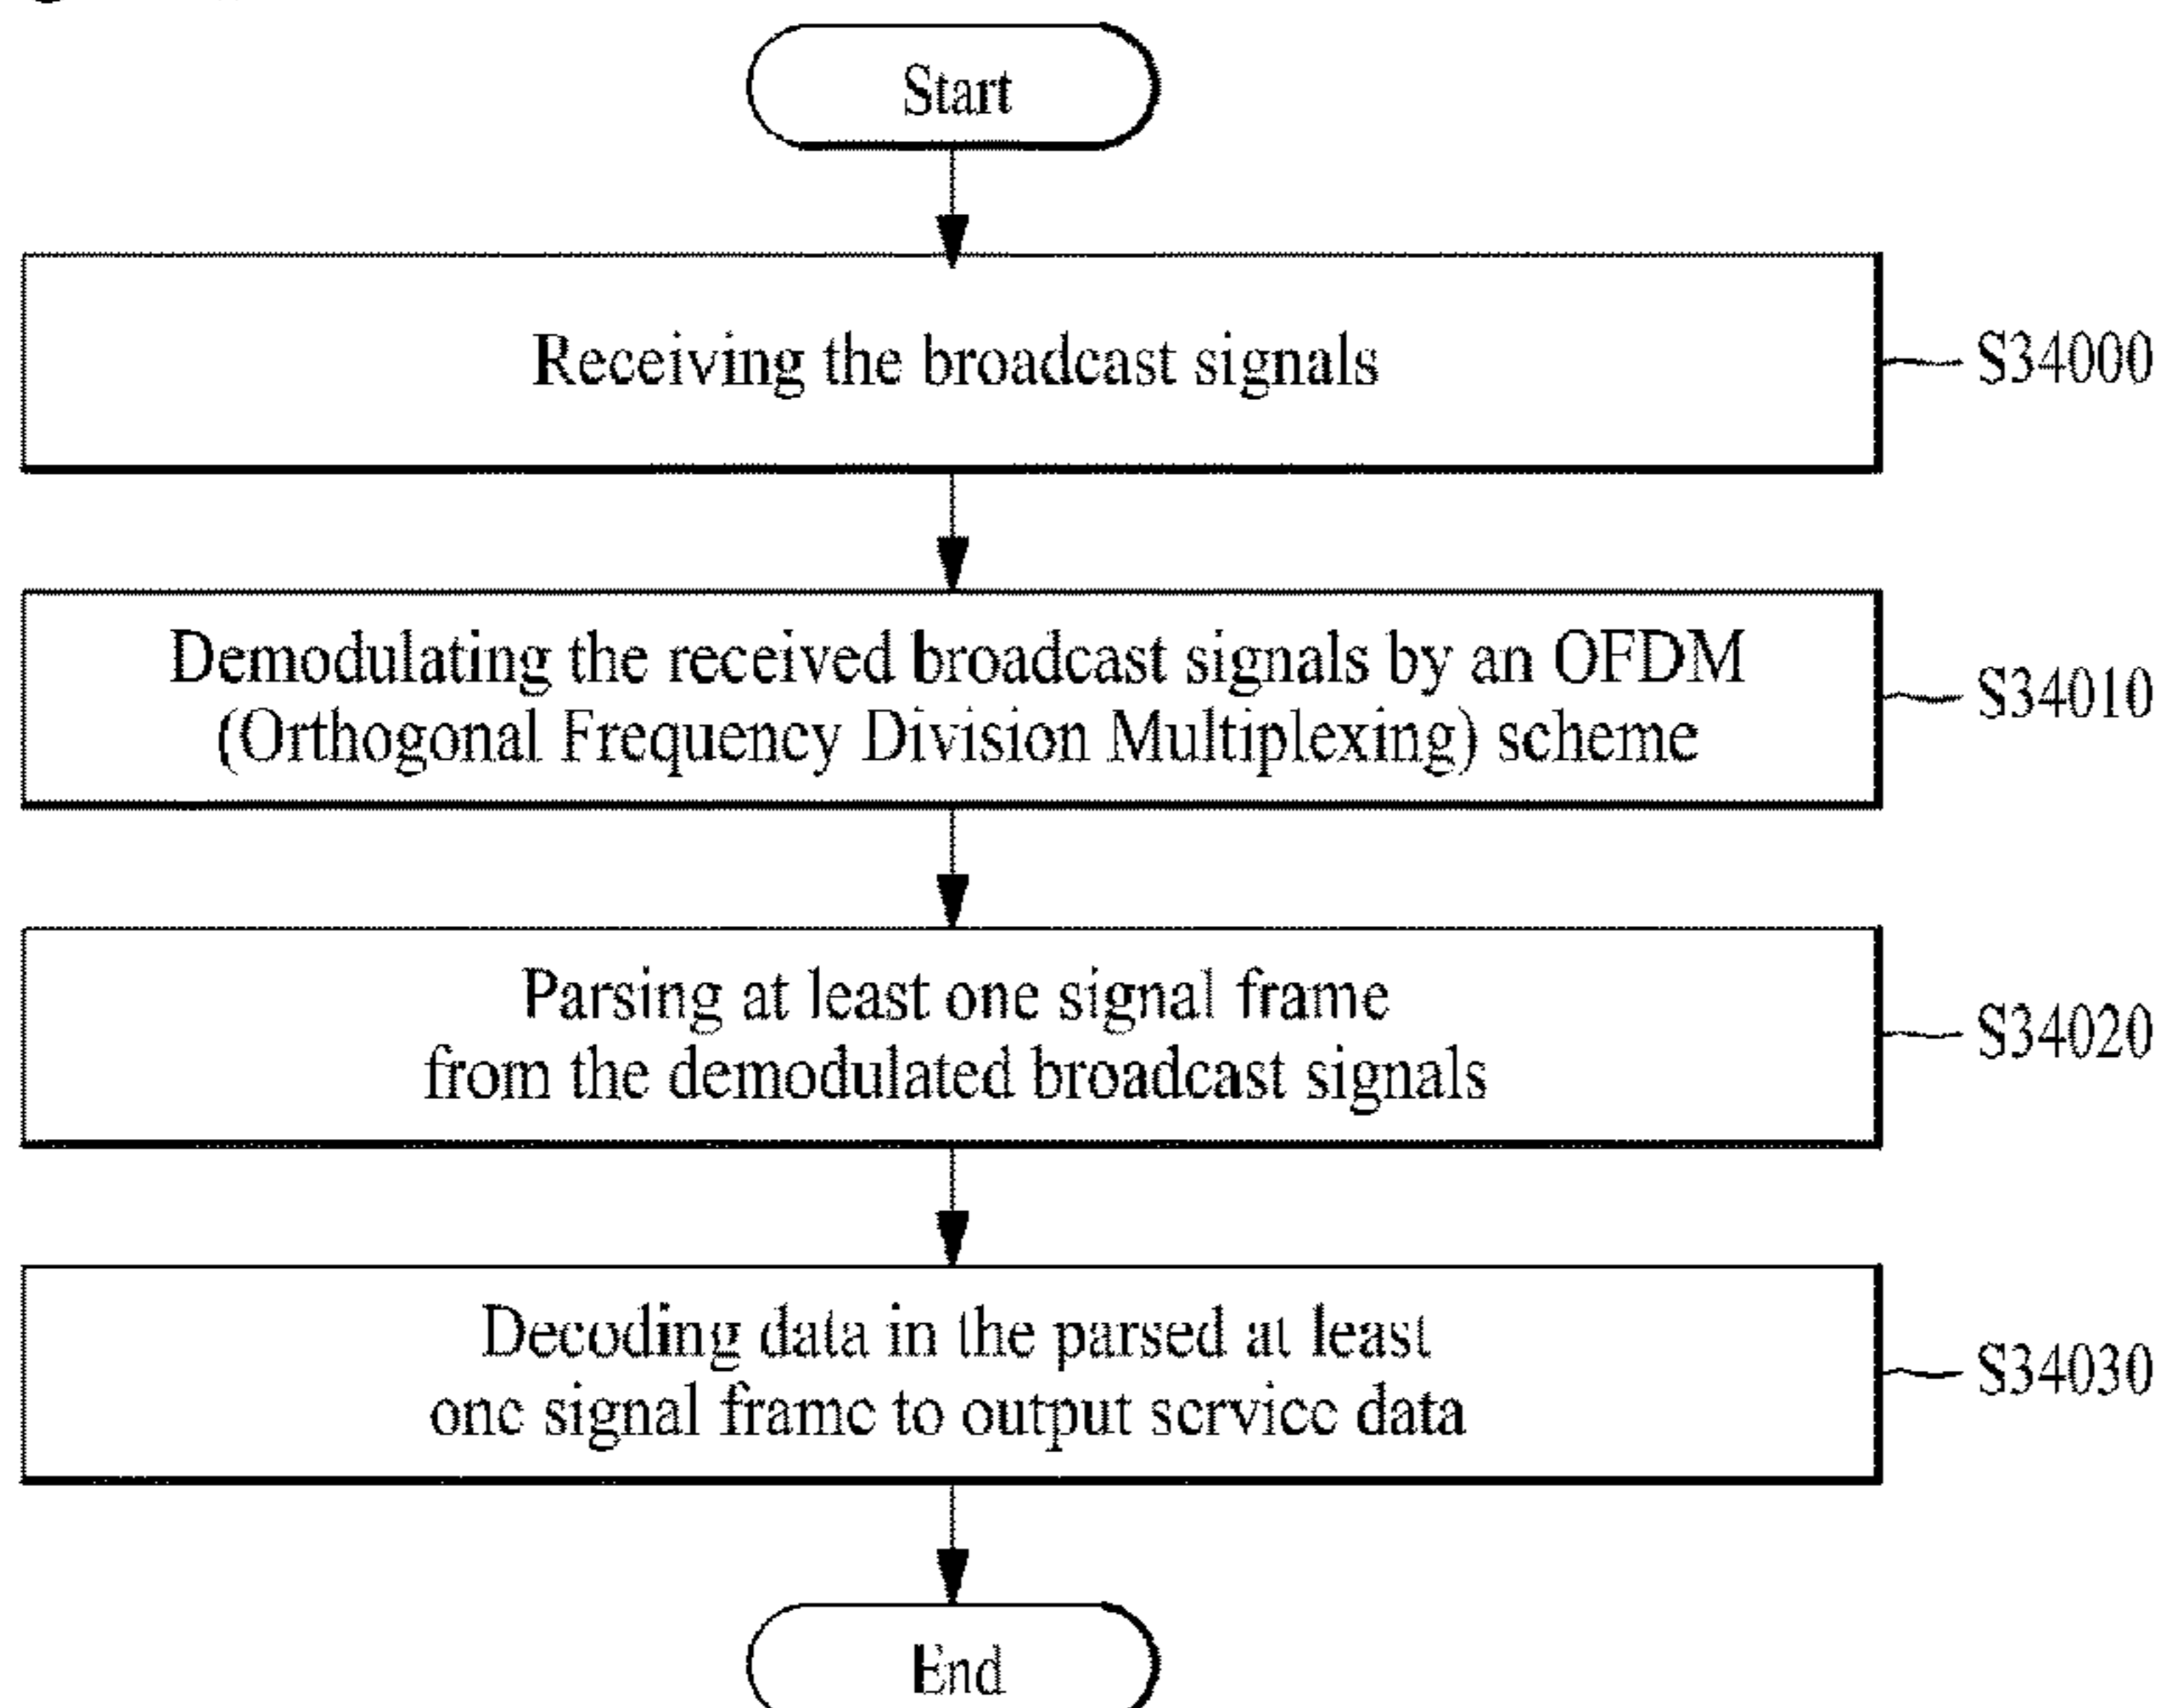 Start
Receiving the broadcast signals
S34000
Demodulating the received broadcast signals by an OFDM
(Orthogonal Frequency Division Multiplexing) scheme
S34010
Parsing at least one signal frame
from the demodulated broadcast signals
S34020
Decoding data in the parsed at least
one signal frame to output service data
S34030
End